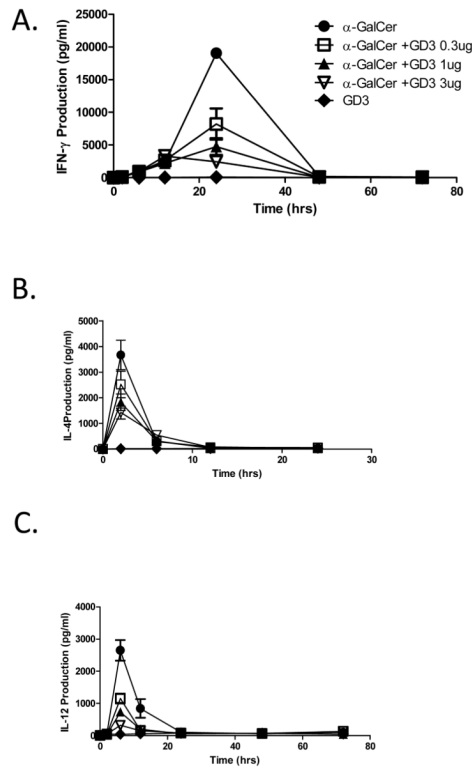 A.
α-GalCer
α-GalCer +GD3 0.3ug
α-GalCer +GD3 1ug
α-GalCer +GD3 3ug
GD3
IFN-γ Production (pg/ml)
25000
20000
15000
10000
5000
0
0 20 40 60 80
Time (hrs)
B.
IL-4Production (pg/ml)
5000
4000
3000
2000
1000
0
0 10 20 30
Time (hrs)
C.
IL-12 Production (pg/ml)
4000
3000
2000
1000
0
0 20 40 60 80
Time (hrs)